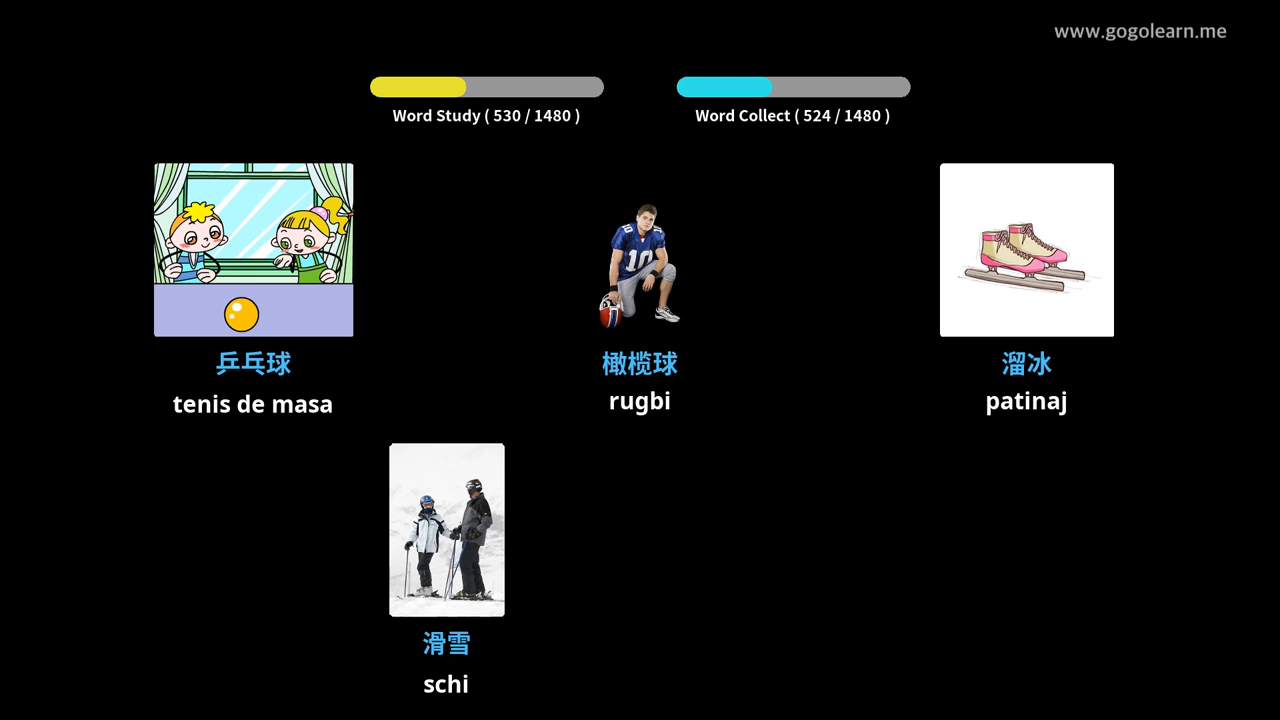 www.gogolearn.me
Word Study ( 530 / 1480 )
Word Collect ( 524 / 1480 )
10
乒乓球
橄榄球
溜冰
tenis de masa
rugbi
patinaj
滑雪
schi